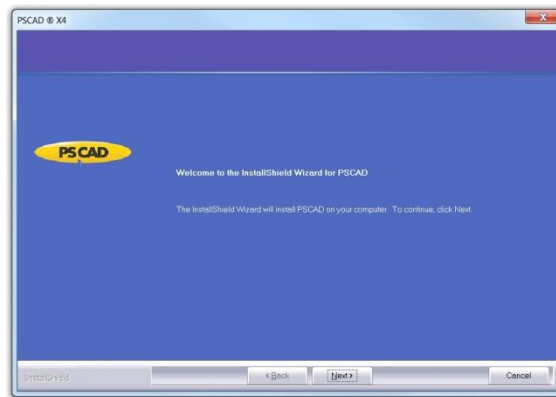 PSCAD ® X4
PSCAD
Welcome to the InstallShield Wizard for PSCAD
The InstallShield Wizard will install PSCAD on your computer. To continue, click Next.
InstallShield
< Back
Next >
Cancel